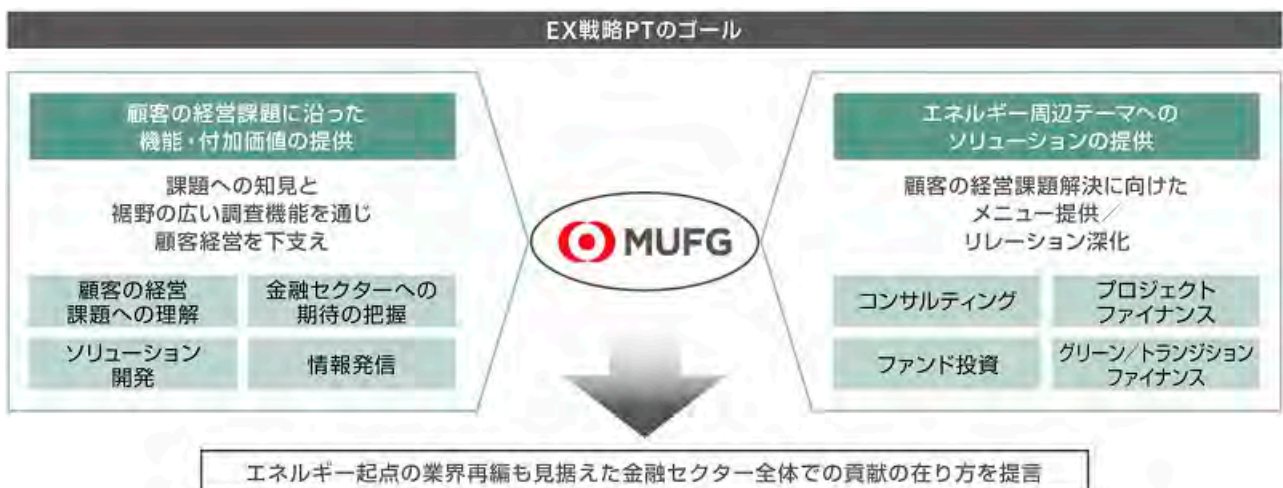 EX戦略PTのゴール
顧客の経営課題に沿った
機能・付加価値の提供
課題への知見と
裾野の広い調査機能を通じ
顧客経営を下支え
顧客の経営
課題への理解
金融セクターへの
期待の把握
ソリューション
開発
情報発信
MUFG
エネルギー周辺テーマへの
ソリューションの提供
顧客の経営課題解決に向けた
メニュー提供／
リレーション深化
コンサルティング
プロジェクト
ファイナンス
ファンド投資
グリーン／トランジション
ファイナンス
エネルギー起点の業界再編も見据えた金融セクター全体での貢献の在り方を提言